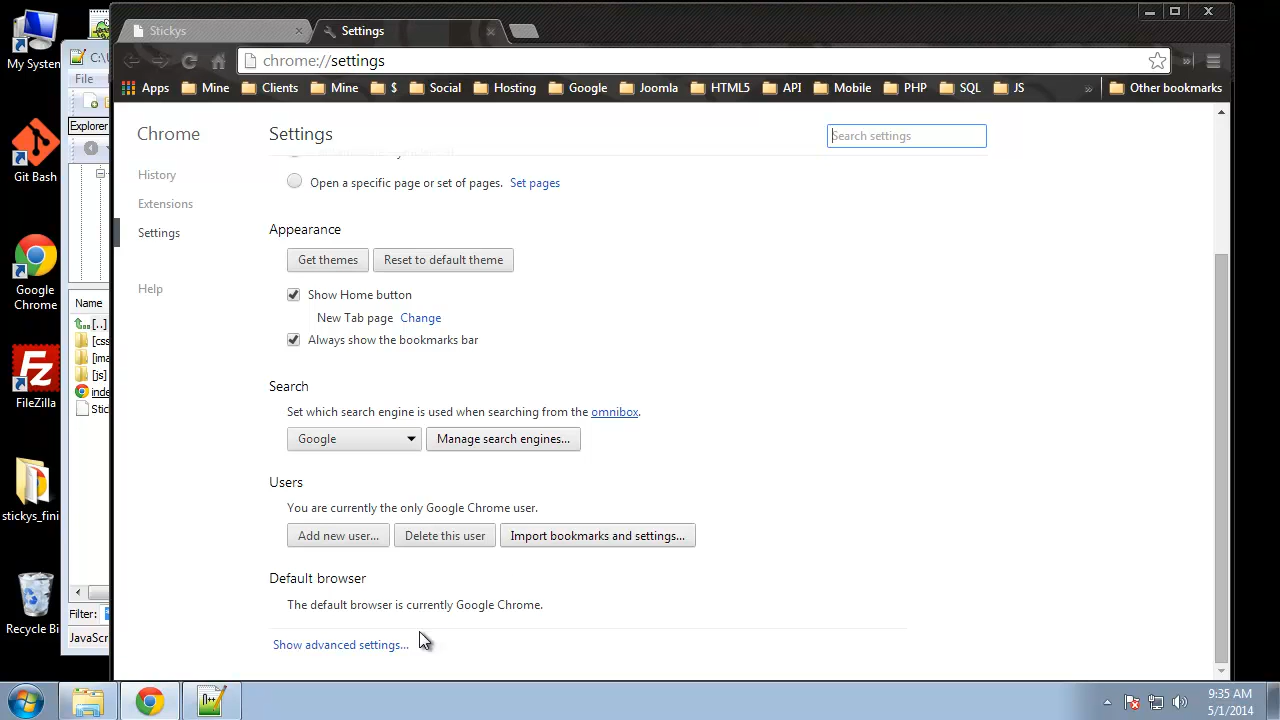 My System
Git Bash
Google
Chrome
FileZilla
stickys_fini
Recycle Bi
C:\U
File
Explorer
Name
[..]
[css
[ima
[js]
inde
Stic
Filter:
JavaScr
Stickys
Settings
chrome://settings
Apps Mine Clients Mine $ Social Hosting Google Joomla HTML5 API Mobile PHP SQL JS » Other bookmarks
Chrome
History
Extensions
Settings
Help
Settings
Search settings
Open a specific page or set of pages. Set pages
Appearance
Get themes Reset to default theme
Show Home button
New Tab page Change
Always show the bookmarks bar
Search
Set which search engine is used when searching from the omnibox.
Google Manage search engines...
Users
You are currently the only Google Chrome user.
Add new user... Delete this user Import bookmarks and settings...
Default browser
The default browser is currently Google Chrome.
Show advanced settings...
9:35 AM
5/1/2014